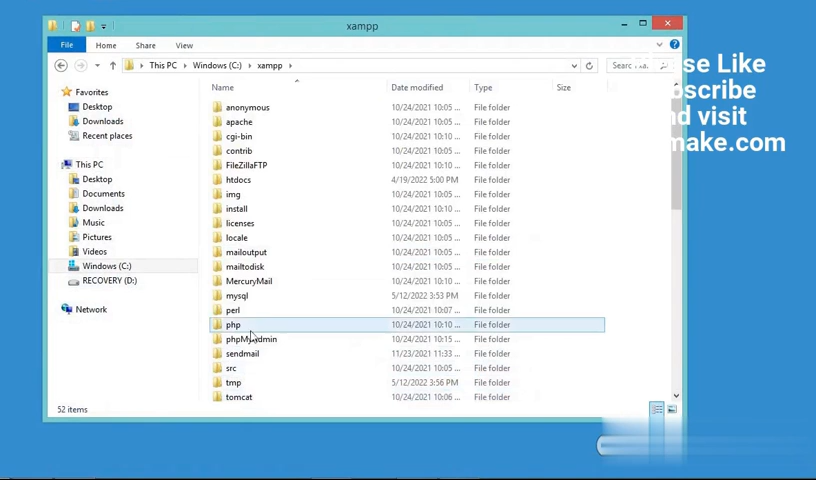 xampp
File Home Share View
This PC Windows (C:) xampp
Name Date modified Type Size
Favorites
Desktop
Downloads
Recent places
This PC
Desktop
Documents
Downloads
Music
Pictures
Videos
Windows (C:)
RECOVERY (D:)
Network
anonymous 10/24/2021 10:05 ... File folder
apache 10/24/2021 10:05 ... File folder
cgi-bin 10/24/2021 10:10 ... File folder
contrib 10/24/2021 10:05 ... File folder
FileZillaFTP 10/24/2021 10:10 ... File folder
htdocs 4/19/2022 5:00 PM File folder
img 10/24/2021 10:05 ... File folder
install 10/24/2021 10:10 ... File folder
licenses 10/24/2021 10:05 ... File folder
locale 10/24/2021 10:05 ... File folder
mailoutput 10/24/2021 10:05 ... File folder
mailtodisk 10/24/2021 10:05 ... File folder
MercuryMail 10/24/2021 10:10 ... File folder
mysql 5/12/2022 3:53 PM File folder
perl 10/24/2021 10:07 ... File folder
php 10/24/2021 10:10 ... File folder
phpMyAdmin 10/24/2021 10:15 ... File folder
sendmail 11/23/2021 11:33 ... File folder
src 10/24/2021 10:05 ... File folder
tmp 5/12/2022 3:56 PM File folder
tomcat 10/24/2021 10:06 ... File folder
52 items
Like
visit